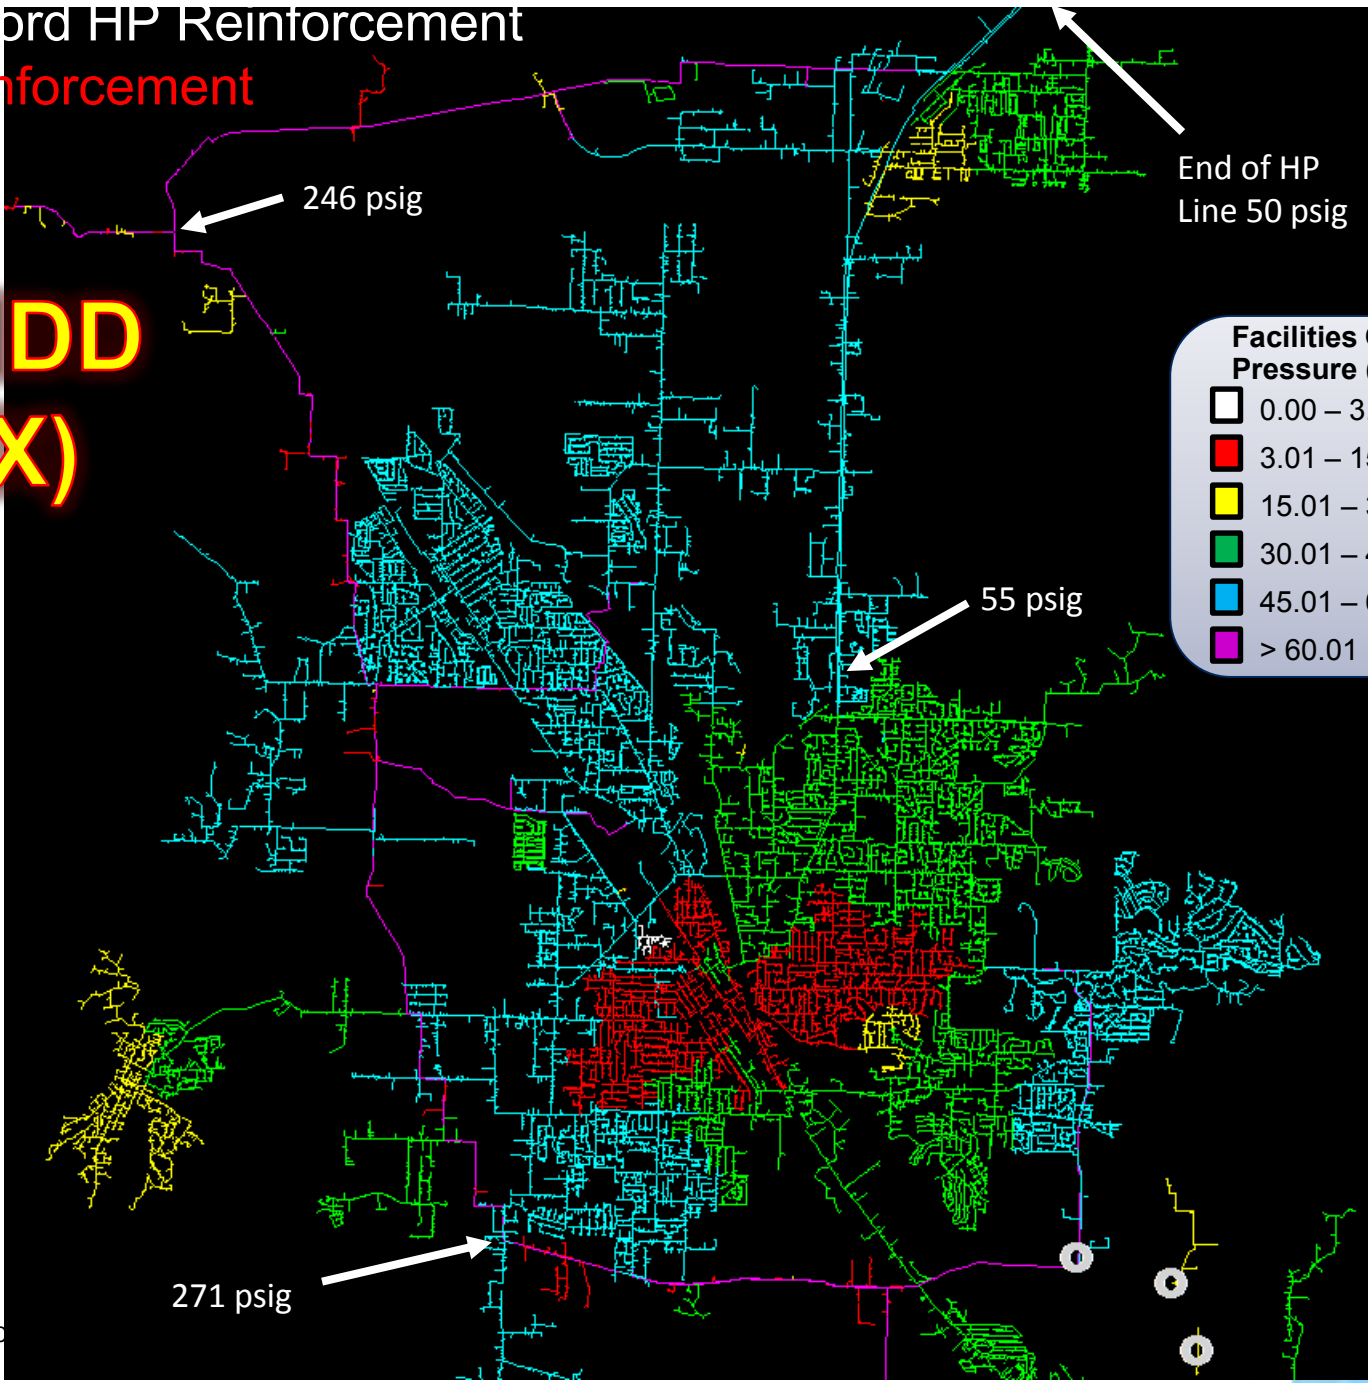 ord HP Reinforcement
nforcement
246 psig
End of HP
Line 50 psig
DD
X)
Facilities
Pressure (
0.00 – 3
3.01 – 15
15.01 –
30.01 –
45.01 –
> 60.01
55 psig
271 psig